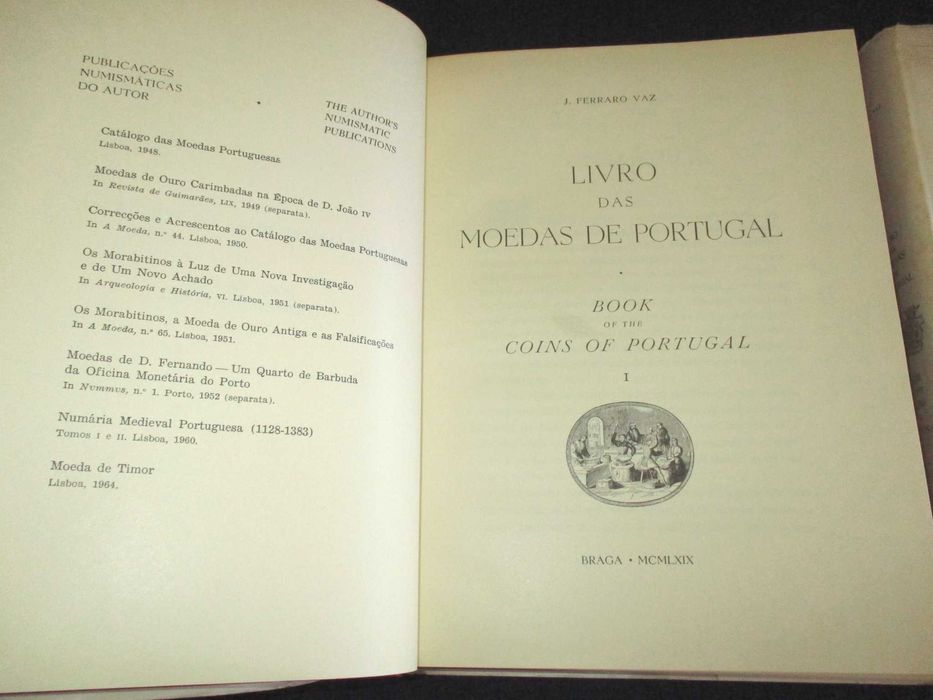 PUBLICAÇÕES
NUMISMÁTICAS
DO AUTOR
THE AUTHOR'S
NUMISMATIC
PUBLICATIONS
Catálogo das Moedas Portuguesas
Lisboa, 1948.
Moedas de Ouro Carimbadas na Época de D. João IV
In Revista de Guimarães, LIX, 1949 (separata).
Correcções e Acrescentos ao Catálogo das Moedas Portuguesas
In A Moeda, n.º 44. Lisboa, 1950.
Os Morabitinos à Luz de Uma Nova Investigação
e de Um Novo Achado
In Arqueologia e História, VI. Lisboa, 1951 (separata).
Os Morabitinos, a Moeda de Ouro Antiga e as Falsificações
In A Moeda, n.º 65. Lisboa, 1951.
Moedas de D. Fernando — Um Quarto de Barbuda
da Oficina Monetária do Porto
In Nvmmvs, n.º 1. Porto, 1952 (separata).
Numária Medieval Portuguesa (1128-1383)
Tomos I e II. Lisboa, 1960.
Moeda de Timor
Lisboa, 1964.
J. FERRARO VAZ
LIVRO
DAS
MOEDAS DE PORTUGAL
BOOK
OF THE
COINS OF PORTUGAL
I
BRAGA • MCMLXIX